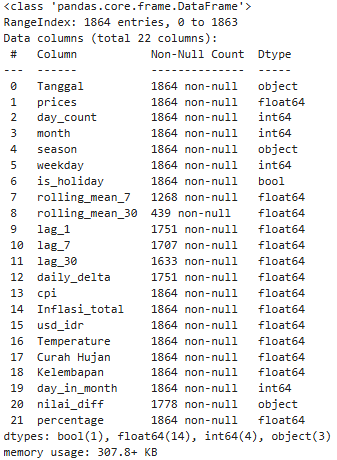 <class 'pandas.core.frame.DataFrame'>
RangeIndex: 1864 entries, 0 to 1863
Data columns (total 22 columns):
 #   Column           Non-Null Count  Dtype
---  ------           --------------  -----
 0   Tanggal          1864 non-null   object
 1   prices           1864 non-null   float64
 2   day_count        1864 non-null   int64
 3   month            1864 non-null   int64
 4   season           1864 non-null   object
 5   weekday          1864 non-null   int64
 6   is_holiday       1864 non-null   bool
 7   rolling_mean_7   1268 non-null   float64
 8   rolling_mean_30  439 non-null    float64
 9   lag_1            1751 non-null   float64
 10  lag_7            1707 non-null   float64
 11  lag_30           1633 non-null   float64
 12  daily_delta      1751 non-null   float64
 13  cpi              1864 non-null   float64
 14  Inflasi_total    1864 non-null   float64
 15  usd_idr          1864 non-null   float64
 16  Temperature      1864 non-null   float64
 17  Curah Hujan      1864 non-null   float64
 18  Kelembapan       1864 non-null   float64
 19  day_in_month     1864 non-null   int64
 20  nilai_diff       1778 non-null   object
 21  percentage       1864 non-null   float64
dtypes: bool(1), float64(14), int64(4), object(3)
memory usage: 307.8+ KB